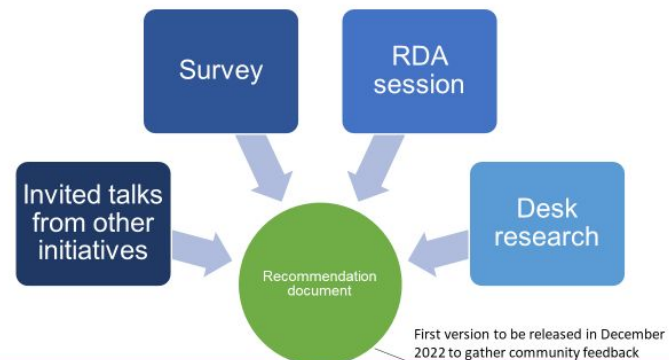 Survey
RDA
session
Invited talks
from other
initiatives
Desk
research
Recommendation
document
First version to be released in December
2022 to gather community feedback